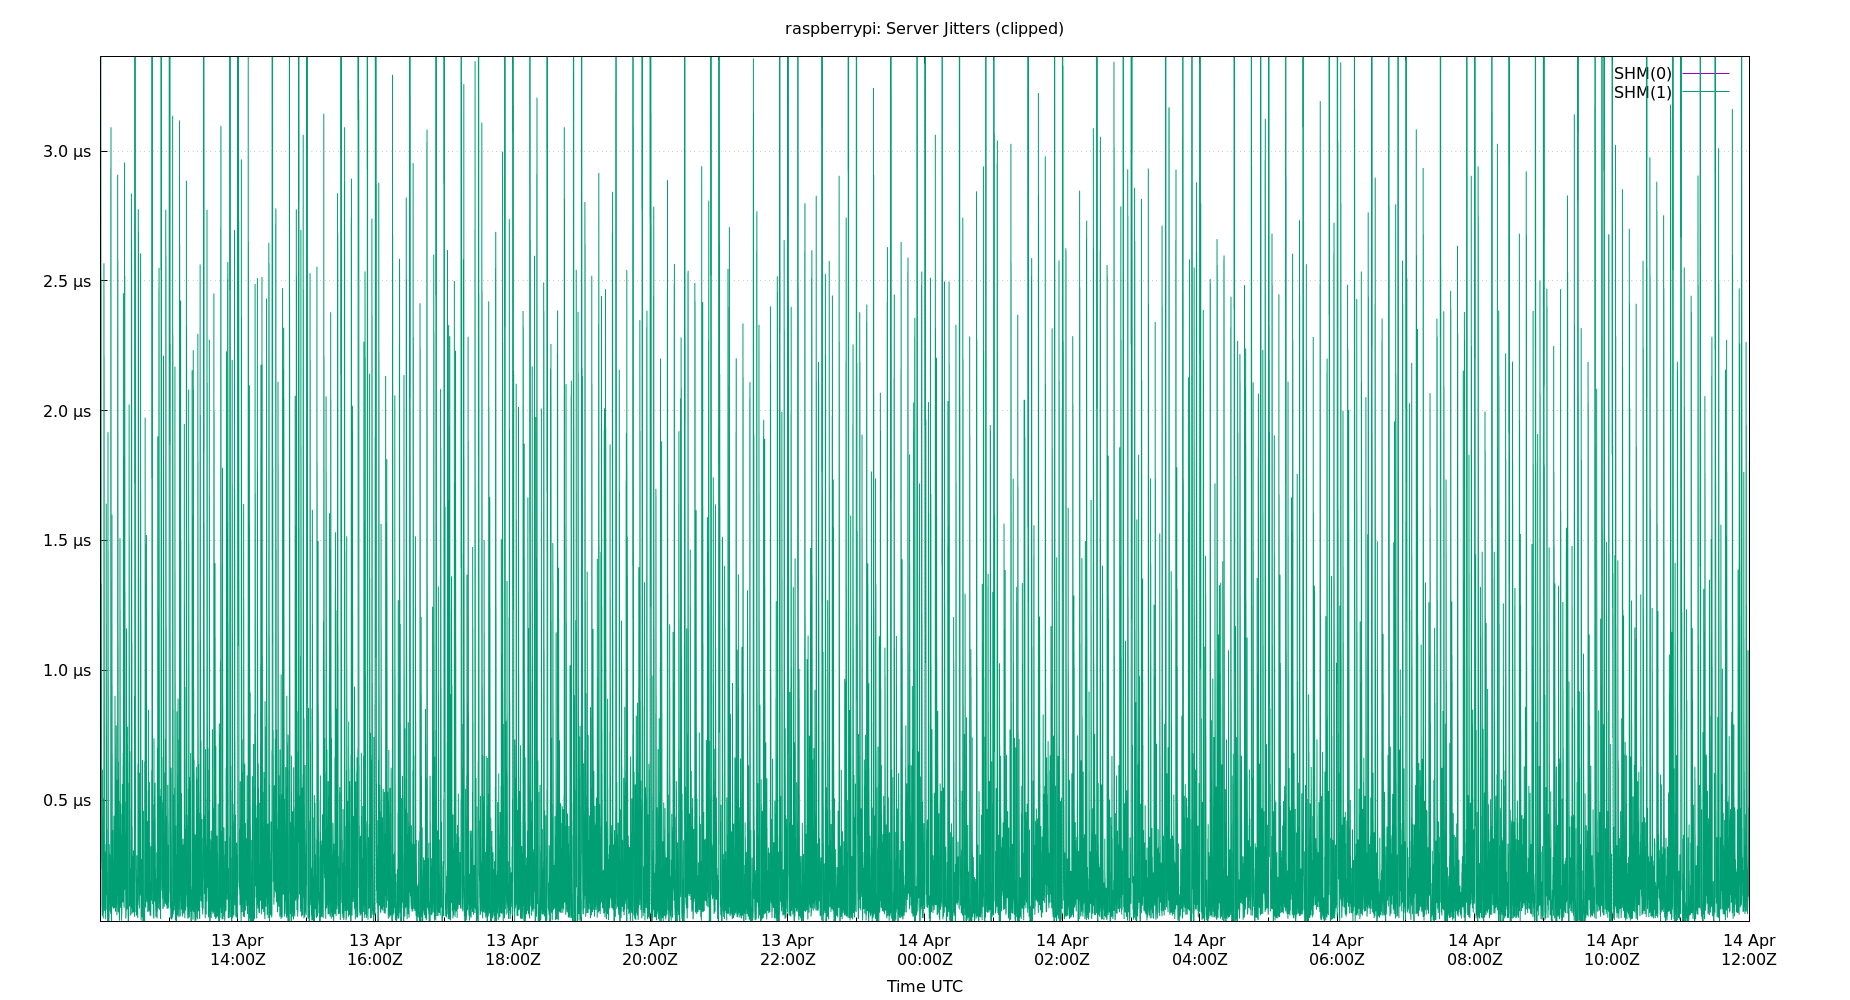 raspberrypi: Server Jitters (clipped)
SHM(0)
SHM(1)
3.0 µs
2.5 µs
2.0 µs
1.5 µs
1.0 µs
0.5 µs
13 Apr 13 Apr 13 Apr 13 Apr 13 Apr 14 Apr 14 Apr 14 Apr 14 Apr 14 Apr 14 Apr 14 Apr
14:00Z 16:00Z 18:00Z 20:00Z 22:00Z 00:00Z 02:00Z 04:00Z 06:00Z 08:00Z 10:00Z 12:00Z
Time UTC